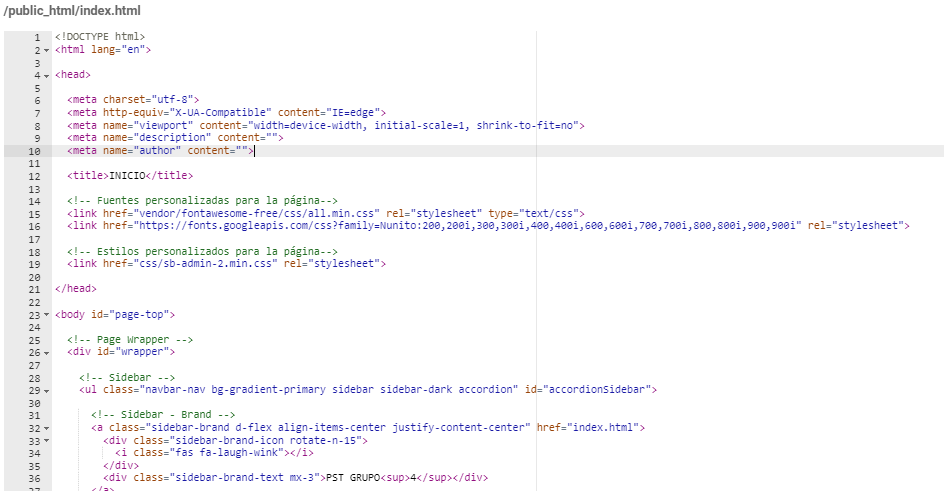 /public_html/index.html
1 <!DOCTYPE html>
2 <html lang="en">
3
4 <head>
5
6 <meta charset="utf-8">
7 <meta http-equiv="X-UA-Compatible" content="IE=edge">
8 <meta name="viewport" content="width=device-width, initial-scale=1, shrink-to-fit=no">
9 <meta name="description" content="">
10 <meta name="author" content="">
11
12 <title>INICIO</title>
13
14 <!-- Fuentes personalizadas para la página-->
15 <link href="vendor/fontawesome-free/css/all.min.css" rel="stylesheet" type="text/css">
16 <link href="https://fonts.googleapis.com/css?family=Nunito:200,200i,300,300i,400,400i,600,600i,700,700i,800,800i,900,900i" rel="stylesheet">
17
18 <!-- Estilos personalizados para la página-->
19 <link href="css/sb-admin-2.min.css" rel="stylesheet">
20
21 </head>
22
23 <body id="page-top">
24
25 <!-- Page Wrapper -->
26 <div id="wrapper">
27
28 <!-- Sidebar -->
29 <ul class="navbar-nav bg-gradient-primary sidebar sidebar-dark accordion" id="accordionSidebar">
30
31 <!-- Sidebar - Brand -->
32 <a class="sidebar-brand d-flex align-items-center justify-content-center" href="index.html">
33 <div class="sidebar-brand-icon rotate-n-15">
34 <i class="fas fa-laugh-wink"></i>
35 </div>
36 <div class="sidebar-brand-text mx-3">PST GRUPO<sup>4</sup></div>
37 </a>